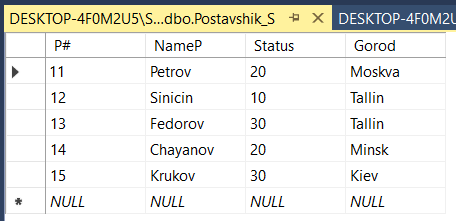 DESKTOP-4F0M2U5\S...dbo.Postavshik_S DESKTOP-4F0M2U
P# NameP Status Gorod
11 Petrov 20 Moskva
12 Sinicin 10 Tallin
13 Fedorov 30 Tallin
14 Chayanov 20 Minsk
15 Krukov 30 Kiev
NULL NULL NULL NULL